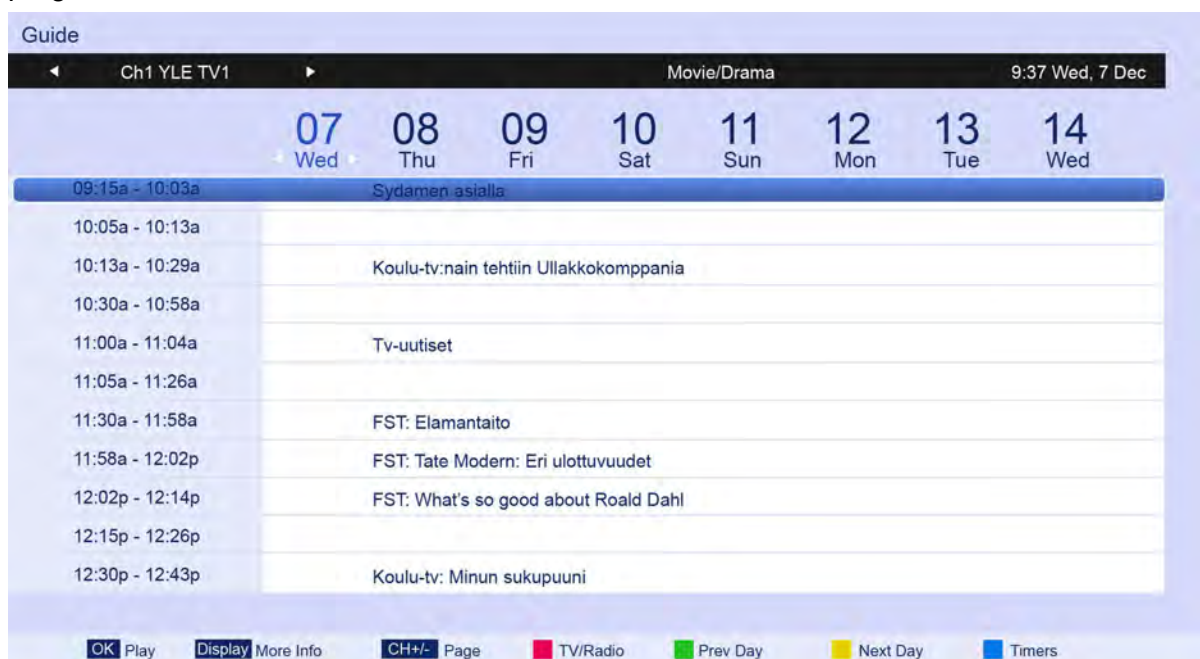 Guide
Ch1 YLE TV1 Movie/Drama 9:37 Wed, 7 Dec
07 08 09 10 11 12 13 14
Wed Thu Fri Sat Sun Mon Tue Wed
09:15a - 10:03a Sydamen asialla
10:05a - 10:13a
10:13a - 10:29a Koulu-tv:nain tehtiin Ullakkokomppania
10:30a - 10:58a
11:00a - 11:04a Tv-uutiset
11:05a - 11:26a
11:30a - 11:58a FST: Elamantaito
11:58a - 12:02p FST: Tate Modern: Eri ulottuvuudet
12:02p - 12:14p FST: What's so good about Roald Dahl
12:15p - 12:26p
12:30p - 12:43p Koulu-tv: Minun sukupuuni
OK Play Display More Info CH+/- Page TV/Radio Prev Day Next Day Timers